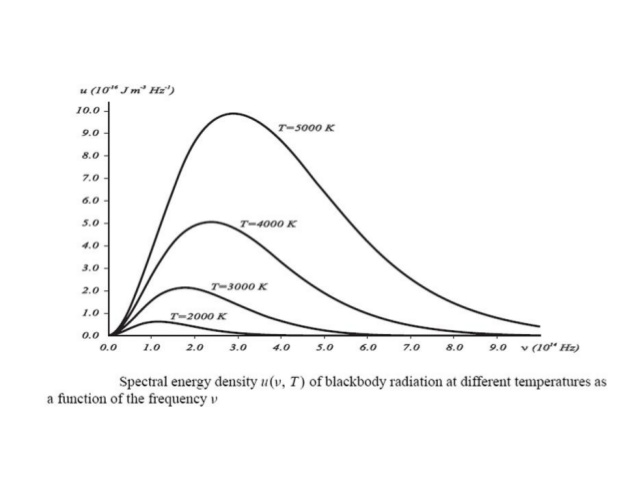 u (10⁻¹⁶ J m⁻³ Hz⁻¹)
10.0
9.0
T=5000 K
8.0
7.0
6.0
5.0
T=4000 K
4.0
3.0
T=3000 K
2.0
T=2000 K
1.0
0.0
0.0 1.0 2.0 3.0 4.0 5.0 6.0 7.0 8.0 9.0 ν (10¹⁴ Hz)
Spectral energy density u(ν, T) of blackbody radiation at different temperatures as
a function of the frequency ν